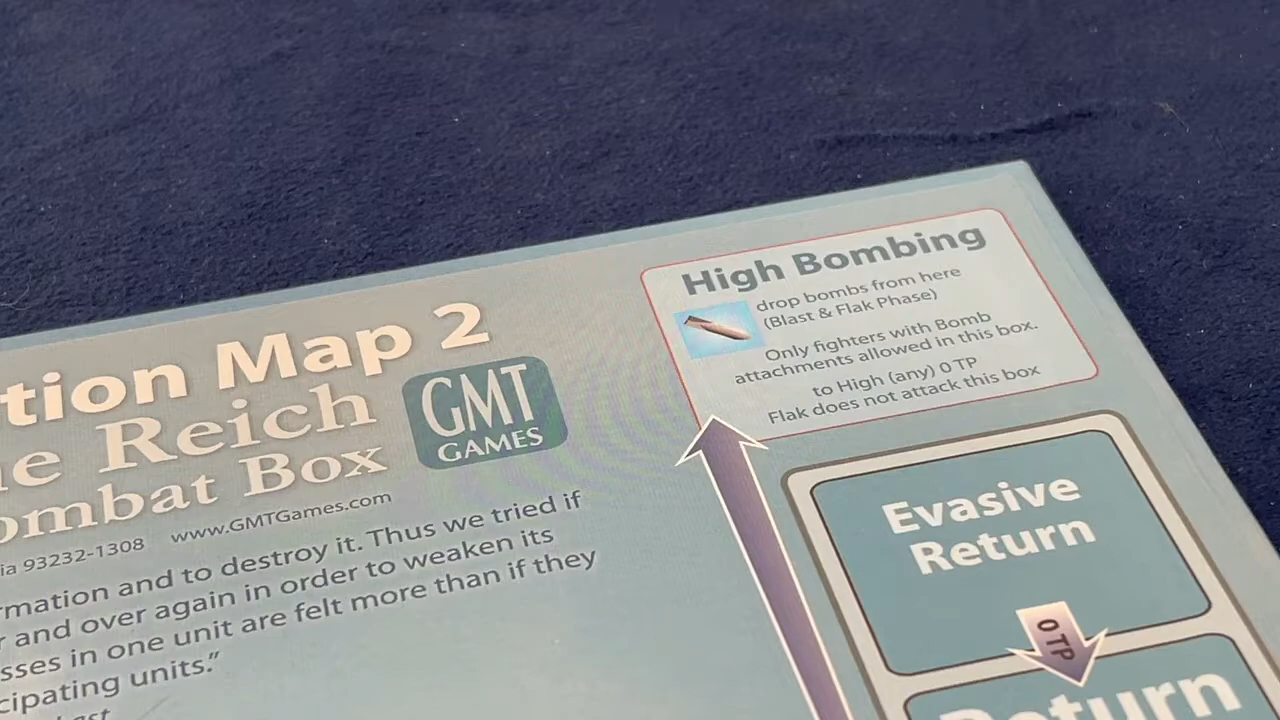 tion Map 2
e Reich
ombat Box
GMT
GAMES
ia 93232-1308 www.GMTGames.com
rmation and to destroy it. Thus we tried if
r and over again in order to weaken its
sses in one unit are felt more than if they
cipating units.”
High Bombing
drop bombs from here
(Blast & Flak Phase)
Only fighters with Bomb
attachments allowed in this box.
to High (any) 0 TP
Flak does not attack this box
Evasive
Return
0 TP
Return